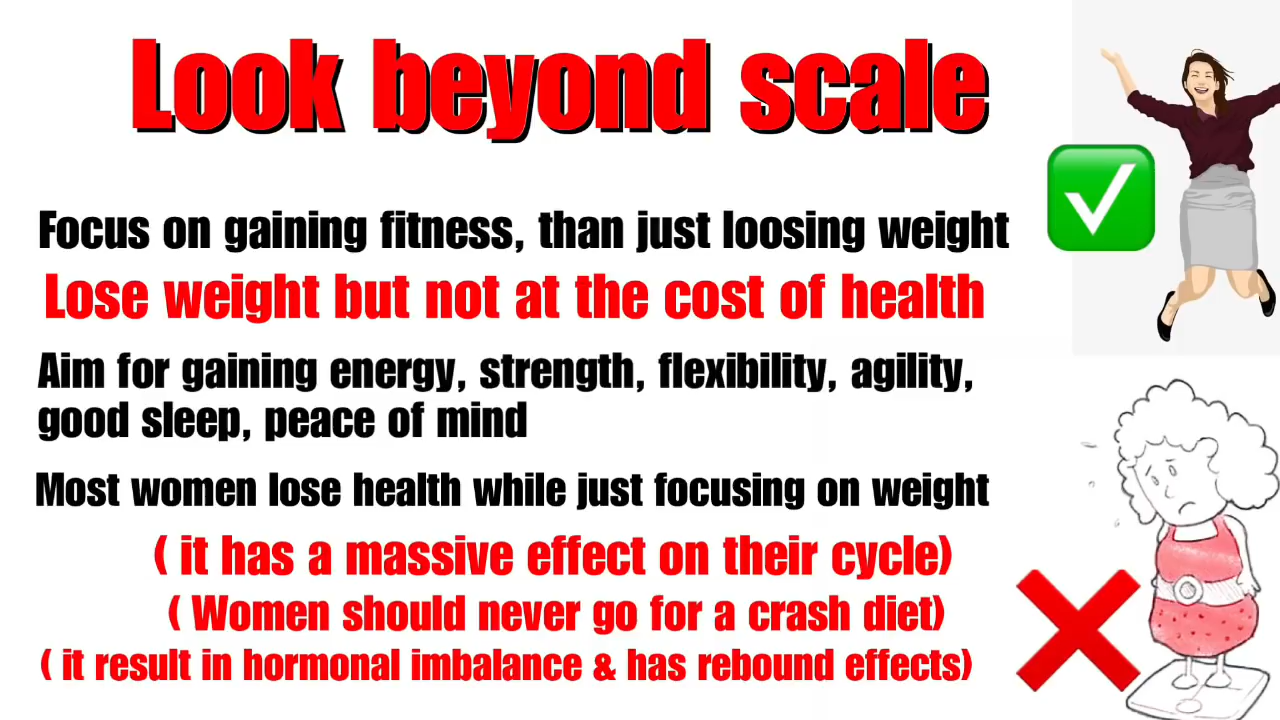 Look beyond scale
Focus on gaining fitness, than just loosing weight
Lose weight but not at the cost of health
Aim for gaining energy, strength, flexibility, agility,
good sleep, peace of mind
Most women lose health while just focusing on weight
( it has a massive effect on their cycle)
( Women should never go for a crash diet)
( it result in hormonal imbalance & has rebound effects)